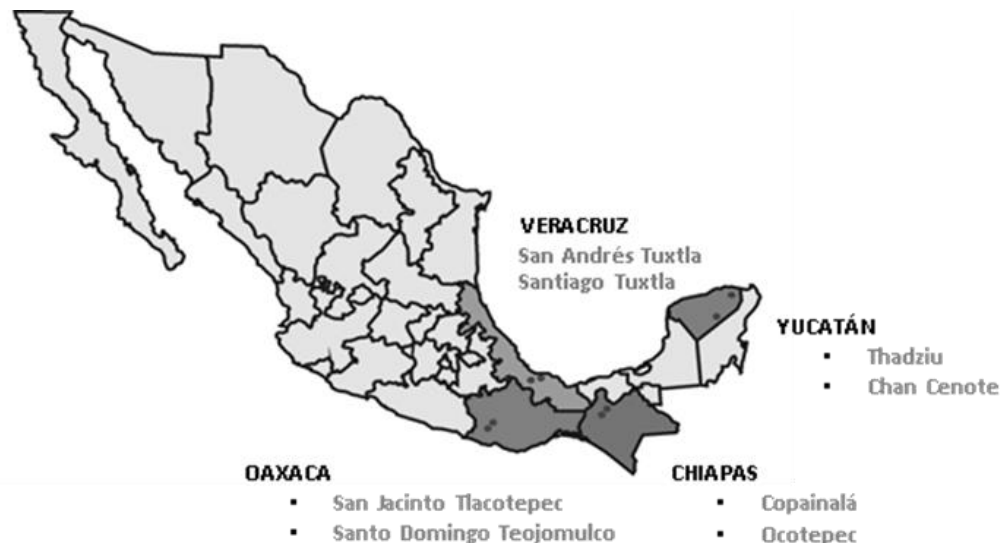 VERACRUZ
San Andrés Tuxtla
Santiago Tuxtla
YUCATÁN
▪ Thadziu
▪ Chan Cenote
OAXACA
▪ San Jacinto Tlacotepec
▪ Santo Domingo Teojomulco
CHIAPAS
▪ Copainalá
▪ Ocotepec